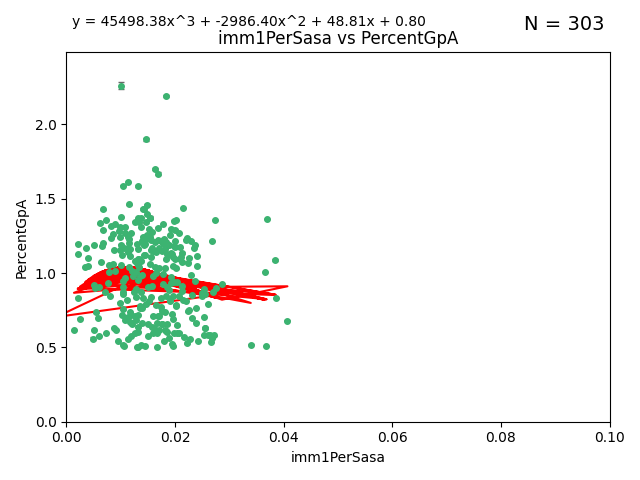 y = 45498.38x^3 + -2986.40x^2 + 48.81x + 0.80
N = 303
imm1PerSasa vs PercentGpA
PercentGpA
2.0
1.5
1.0
0.5
0.0
0.00 0.02 0.04 0.06 0.08 0.10
imm1PerSasa